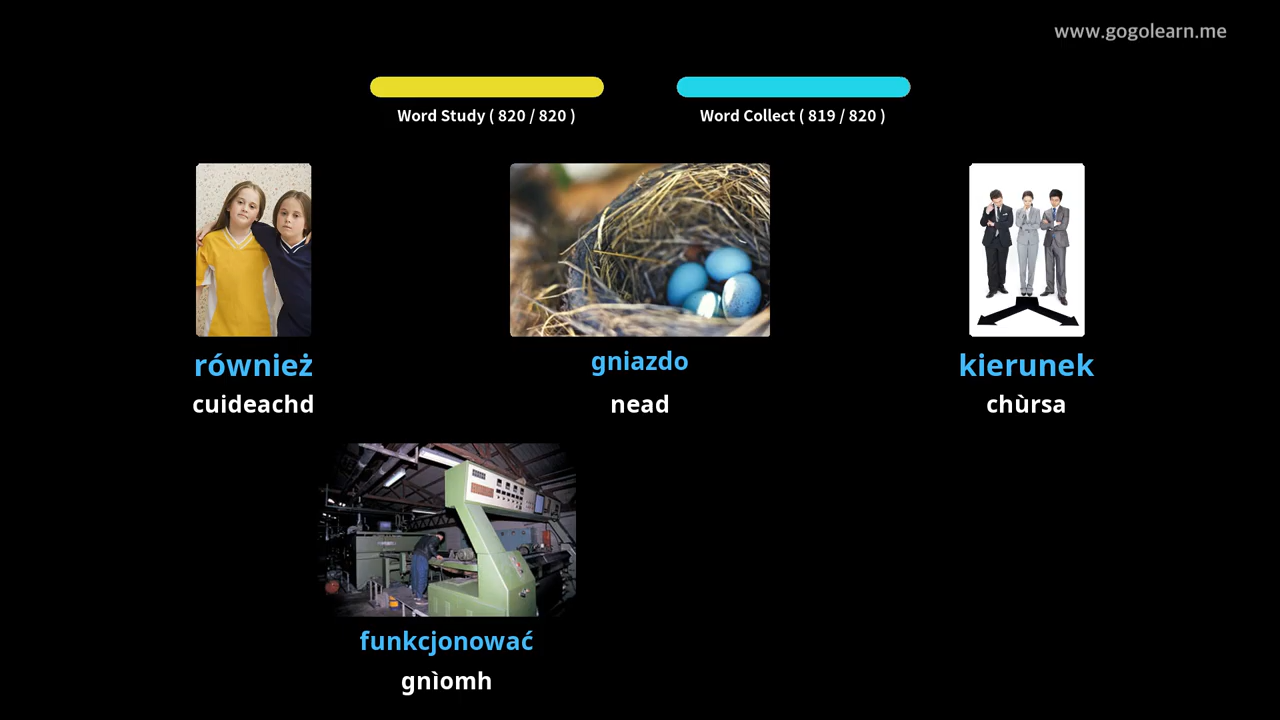 www.gogolearn.me
Word Study ( 820 / 820 )
Word Collect ( 819 / 820 )
również
gniazdo
kierunek
cuideachd
nead
chùrsa
funkcjonować
gnìomh